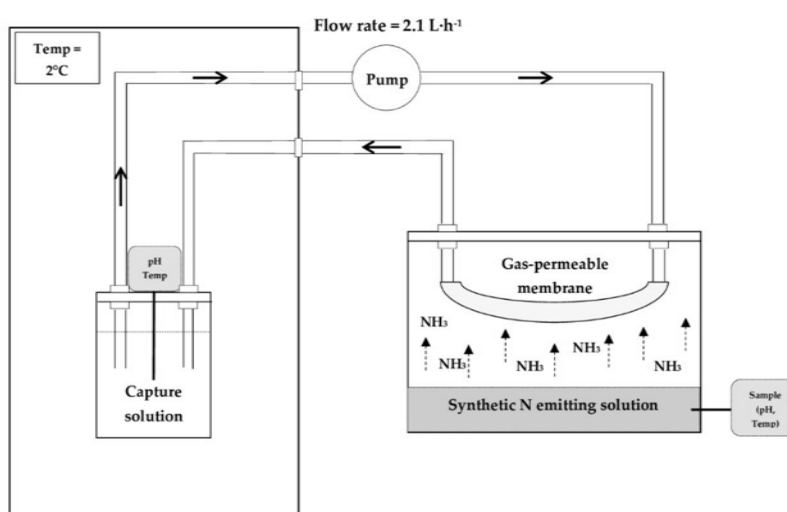 Flow rate = 2.1 L·h⁻¹
Temp =
2°C
Pump
pH
Temp
Gas-permeable
membrane
NH₃
NH₃
NH₃
NH₃
NH₃
Capture
solution
Synthetic N emitting solution
Sample
(pH,
Temp)